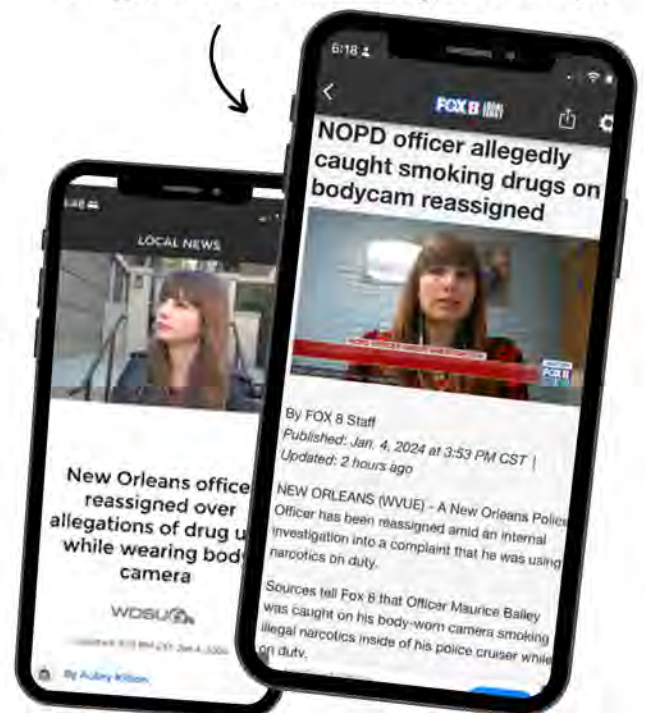 6:18
FOX 8
NOPD officer allegedly
caught smoking drugs on
bodycam reassigned
FOX 8
By FOX 8 Staff
Published: Jan. 4, 2024 at 3:53 PM CST |
Updated: 2 hours ago
NEW ORLEANS (WVUE) - A New Orleans Police
Officer has been reassigned amid an internal
investigation into a complaint that he was using
narcotics on duty.
Sources tell Fox 8 that Officer Maurice Bailey
was caught on his body-worn camera smoking
illegal narcotics inside of his police cruiser while
on duty.
LOCAL NEWS
New Orleans office
reassigned over
allegations of drug u
while wearing body
camera
WDSU
By Aubry Killion